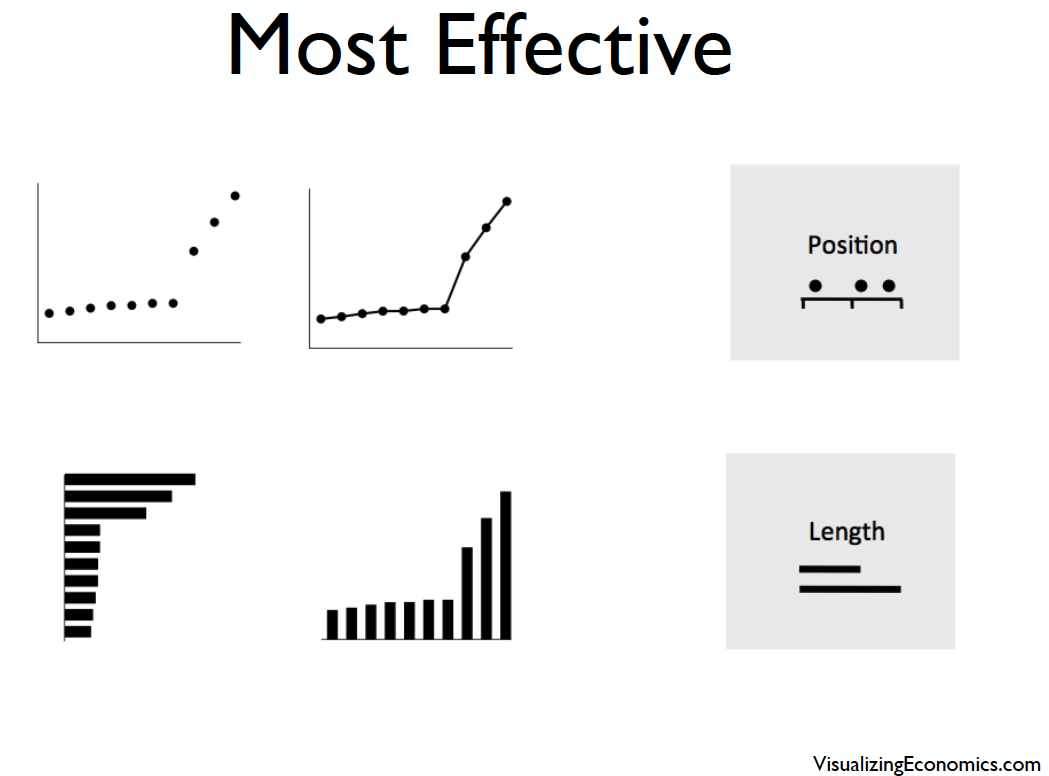 Most Effective
Position
Length
VisualizingEconomics.com